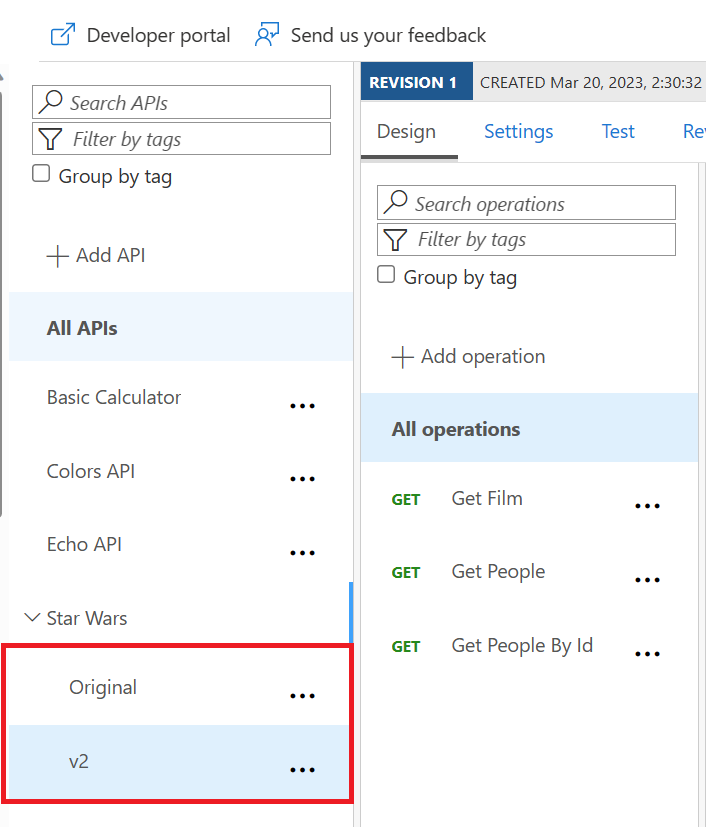 Developer portal Send us your feedback
Search APIs
Filter by tags
Group by tag
Add API
All APIs
Basic Calculator
Colors API
Echo API
Star Wars
Original
v2
REVISION 1 CREATED Mar 20, 2023, 2:30:32
Design Settings Test Re
Search operations
Filter by tags
Group by tag
Add operation
All operations
GET Get Film
GET Get People
GET Get People By Id